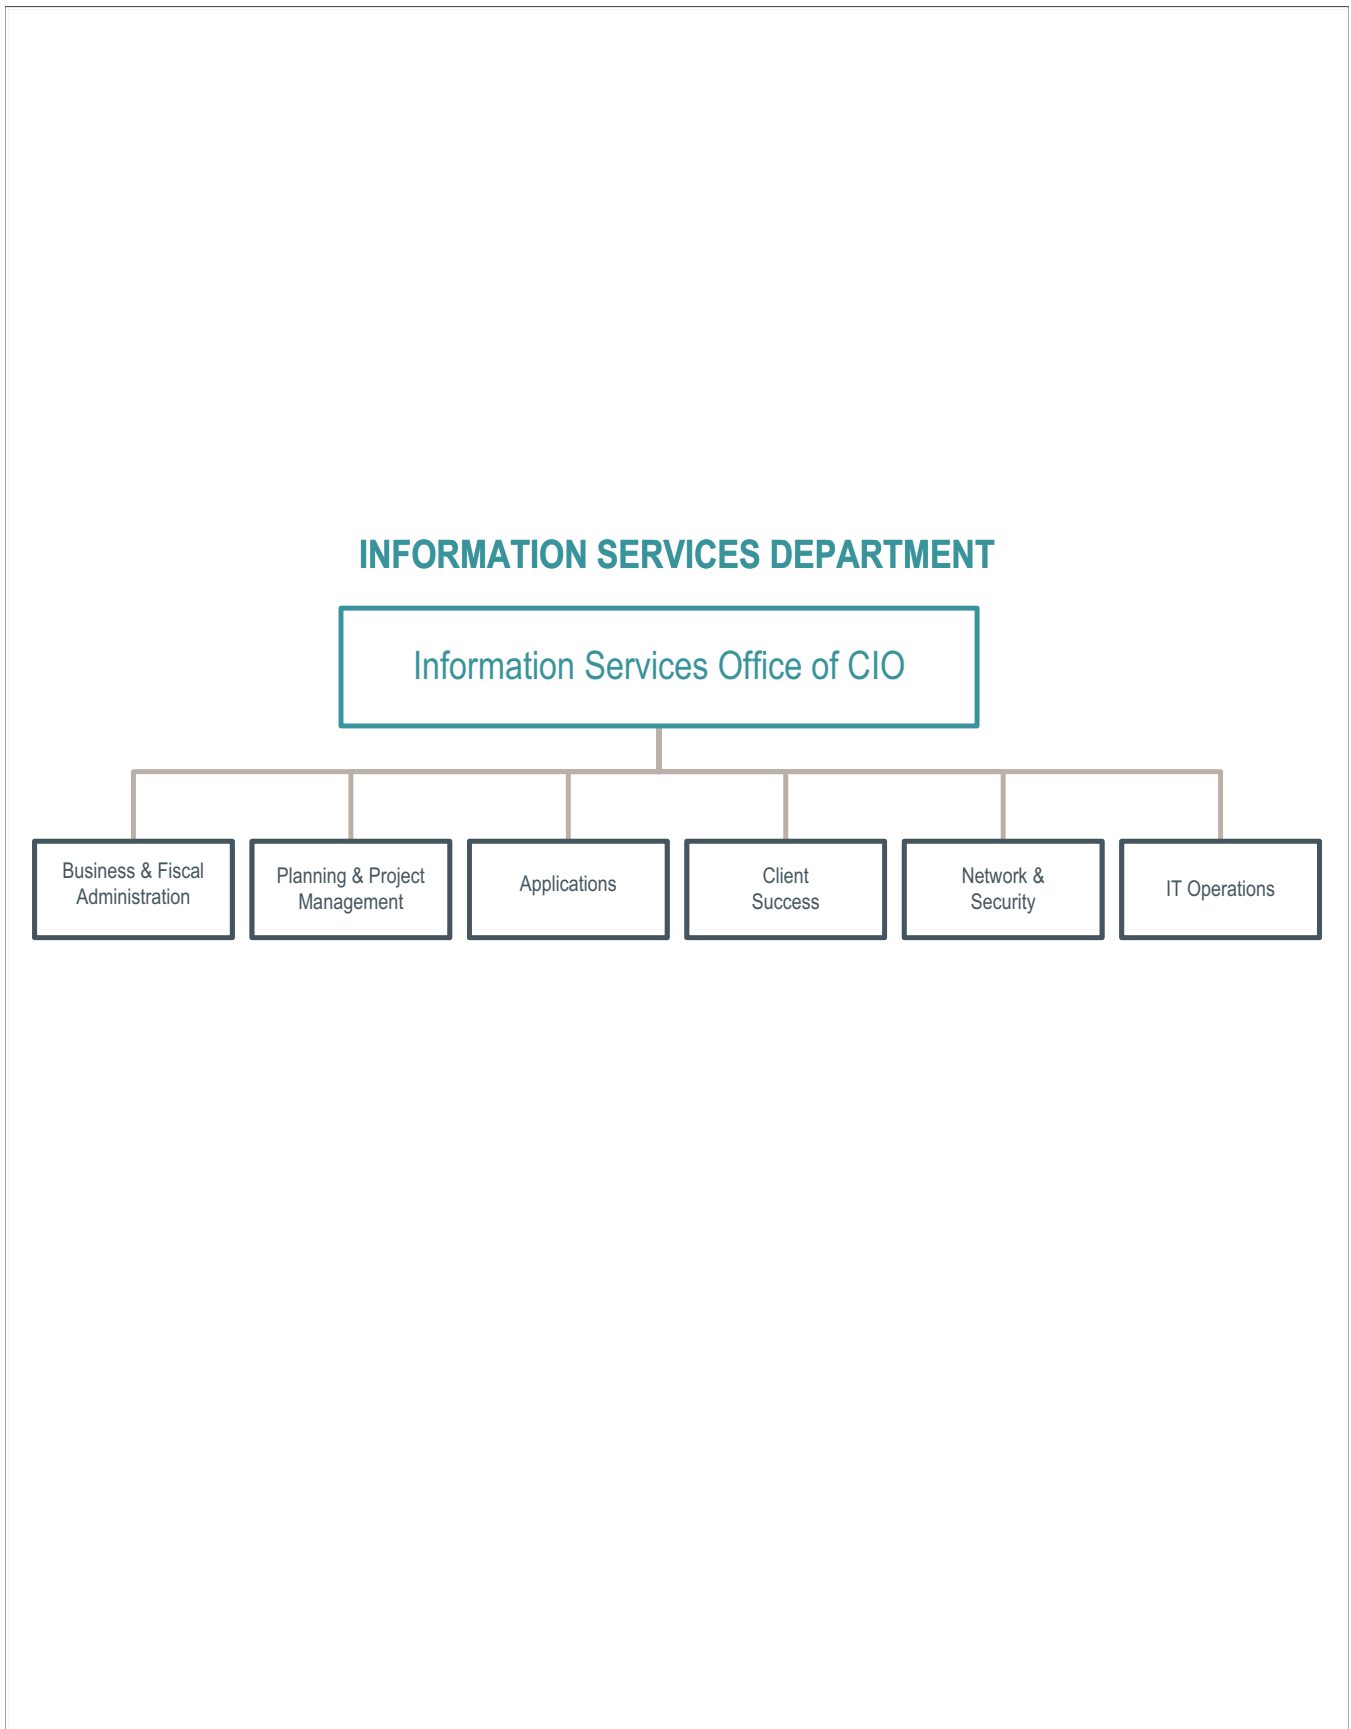 INFORMATION SERVICES DEPARTMENT
Information Services Office of CIO
Business & Fiscal
Administration
Planning & Project
Management
Applications
Client
Success
Network &
Security
IT Operations